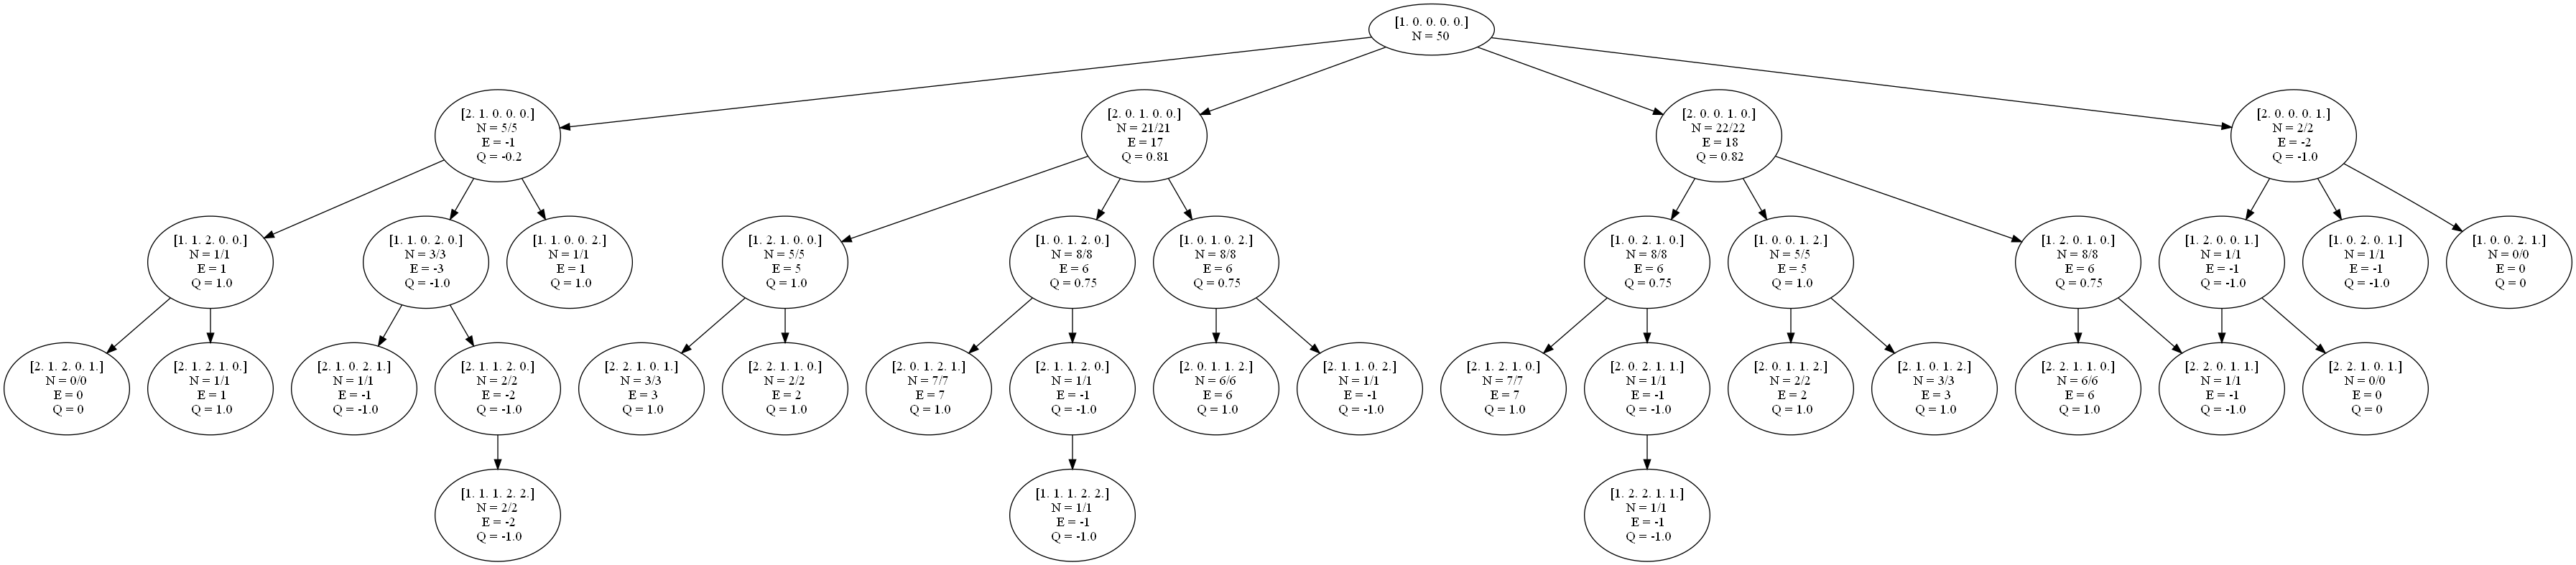 [1. 0. 0. 0. 0.]
N = 50
[2. 1. 0. 0. 0.]
N = 5/5
E = -1
Q = -0.2
[2. 0. 1. 0. 0.]
N = 21/21
E = 17
Q = 0.81
[2. 0. 0. 1. 0.]
N = 22/22
E = 18
Q = 0.82
[2. 0. 0. 0. 1.]
N = 2/2
E = -2
Q = -1.0
[1. 1. 2. 0. 0.]
N = 1/1
E = 1
Q = 1.0
[1. 1. 0. 2. 0.]
N = 3/3
E = -3
Q = -1.0
[1. 1. 0. 0. 2.]
N = 1/1
E = 1
Q = 1.0
[1. 2. 1. 0. 0.]
N = 5/5
E = 5
Q = 1.0
[1. 0. 1. 2. 0.]
N = 8/8
E = 6
Q = 0.75
[1. 0. 1. 0. 2.]
N = 8/8
E = 6
Q = 0.75
[1. 0. 2. 1. 0.]
N = 8/8
E = 6
Q = 0.75
[1. 0. 0. 1. 2.]
N = 5/5
E = 5
Q = 1.0
[1. 2. 0. 1. 0.]
N = 8/8
E = 6
Q = 0.75
[1. 2. 0. 0. 1.]
N = 1/1
E = -1
Q = -1.0
[1. 0. 2. 0. 1.]
N = 1/1
E = -1
Q = -1.0
[1. 0. 0. 2. 1.]
N = 0/0
E = 0
Q = 0
[2. 1. 2. 0. 1.]
N = 0/0
E = 0
Q = 0
[2. 1. 2. 1. 0.]
N = 1/1
E = 1
Q = 1.0
[2. 1. 0. 2. 1.]
N = 1/1
E = -1
Q = -1.0
[2. 1. 1. 2. 0.]
N = 2/2
E = -2
Q = -1.0
[2. 2. 1. 0. 1.]
N = 3/3
E = 3
Q = 1.0
[2. 2. 1. 1. 0.]
N = 2/2
E = 2
Q = 1.0
[2. 0. 1. 2. 1.]
N = 7/7
E = 7
Q = 1.0
[2. 1. 1. 2. 0.]
N = 1/1
E = -1
Q = -1.0
[2. 0. 1. 1. 2.]
N = 6/6
E = 6
Q = 1.0
[2. 1. 1. 0. 2.]
N = 1/1
E = -1
Q = -1.0
[2. 1. 2. 1. 0.]
N = 7/7
E = 7
Q = 1.0
[2. 0. 2. 1. 1.]
N = 1/1
E = -1
Q = -1.0
[2. 0. 1. 1. 2.]
N = 2/2
E = 2
Q = 1.0
[2. 1. 0. 1. 2.]
N = 3/3
E = 3
Q = 1.0
[2. 2. 1. 1. 0.]
N = 6/6
E = 6
Q = 1.0
[2. 2. 0. 1. 1.]
N = 1/1
E = -1
Q = -1.0
[2. 2. 1. 0. 1.]
N = 0/0
E = 0
Q = 0
[1. 1. 1. 2. 2.]
N = 2/2
E = -2
Q = -1.0
[1. 1. 1. 2. 2.]
N = 1/1
E = -1
Q = -1.0
[1. 2. 2. 1. 1.]
N = 1/1
E = -1
Q = -1.0